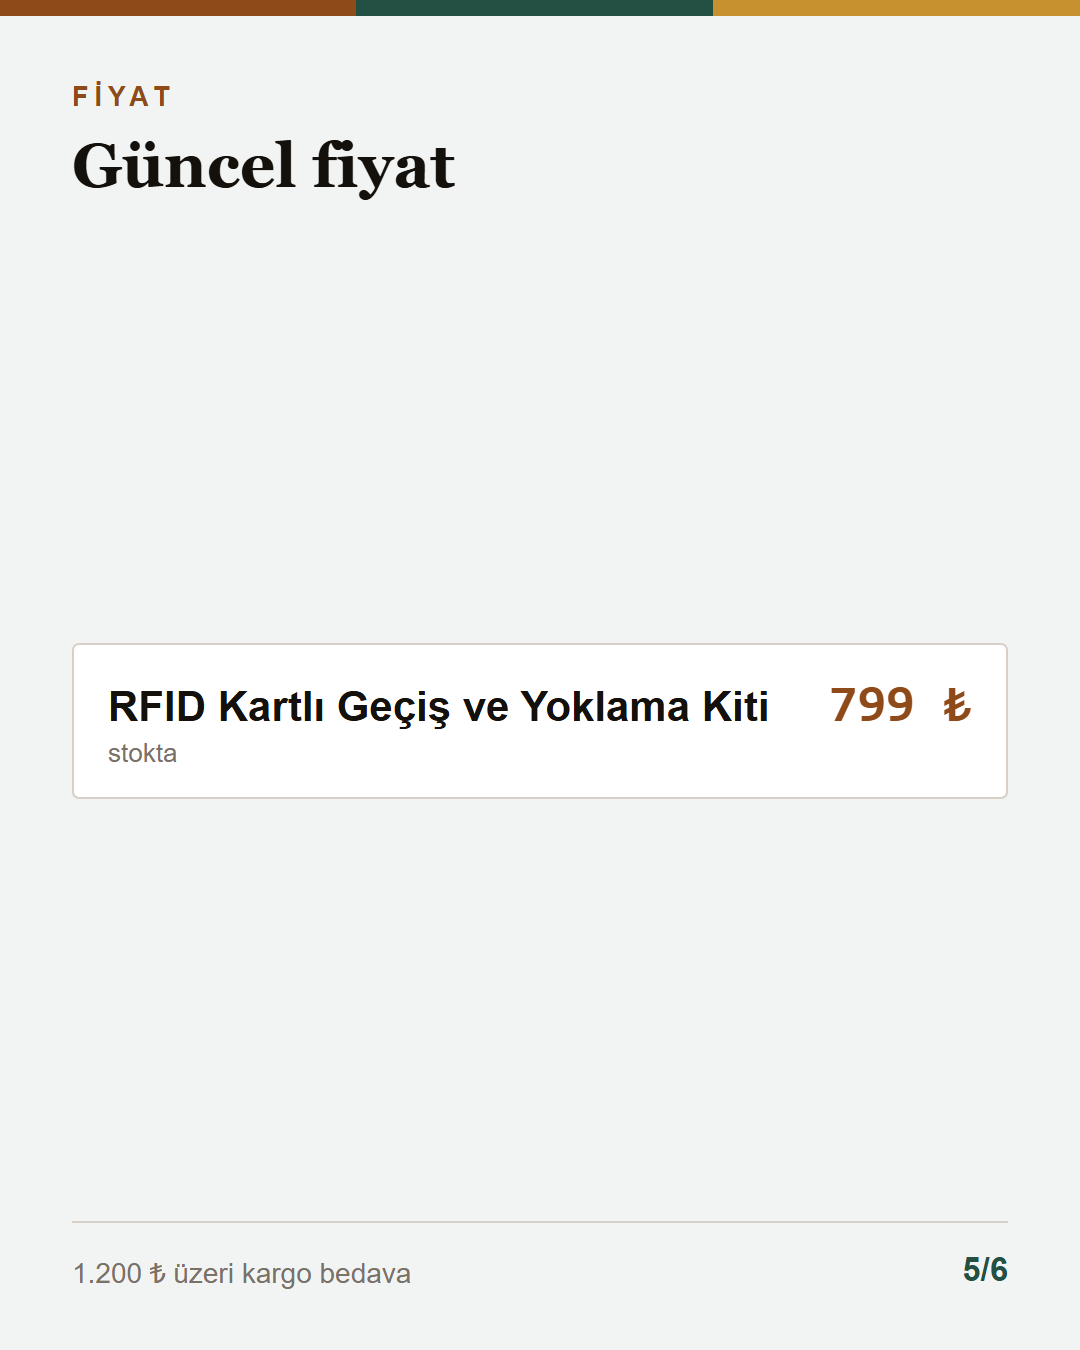 FİYAT
Güncel fiyat
RFID Kartlı Geçiş ve Yoklama Kiti 799 ₺
stokta
1.200 ₺ üzeri kargo bedava 5/6